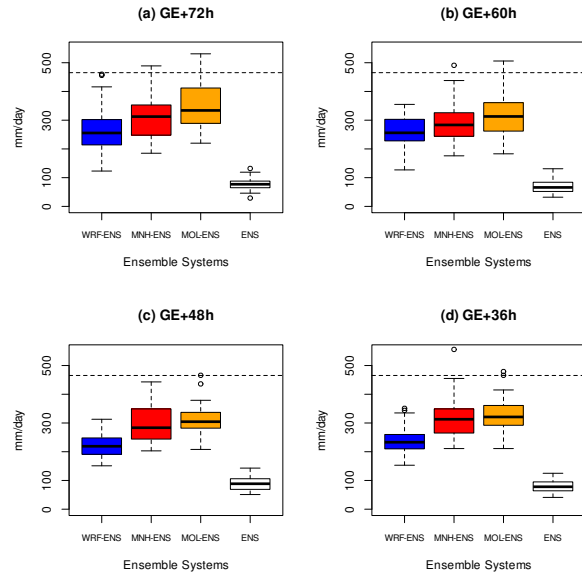 (a) GE+72h
mm/day
0 100 300 500
WRF-ENS MNH-ENS MOL-ENS ENS
Ensemble Systems
(b) GE+60h
mm/day
0 100 300 500
WRF-ENS MNH-ENS MOL-ENS ENS
Ensemble Systems
(c) GE+48h
mm/day
0 100 300 500
WRF-ENS MNH-ENS MOL-ENS ENS
Ensemble Systems
(d) GE+36h
mm/day
0 100 300 500
WRF-ENS MNH-ENS MOL-ENS ENS
Ensemble Systems